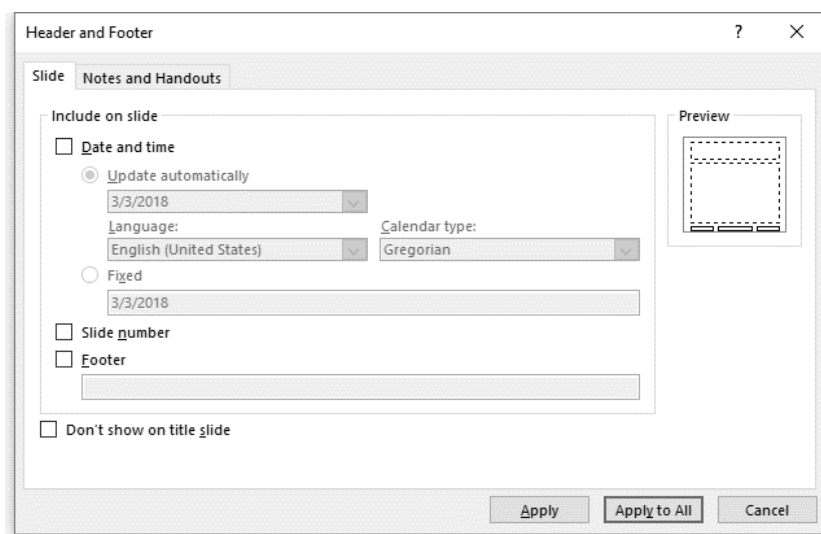 Header and Footer
Slide Notes and Handouts
Include on slide Preview
Date and time
Update automatically
3/3/2018
Language: Calendar type:
English (United States) Gregorian
Fixed
3/3/2018
Slide number
Footer
Don't show on title slide
Apply Apply to All Cancel